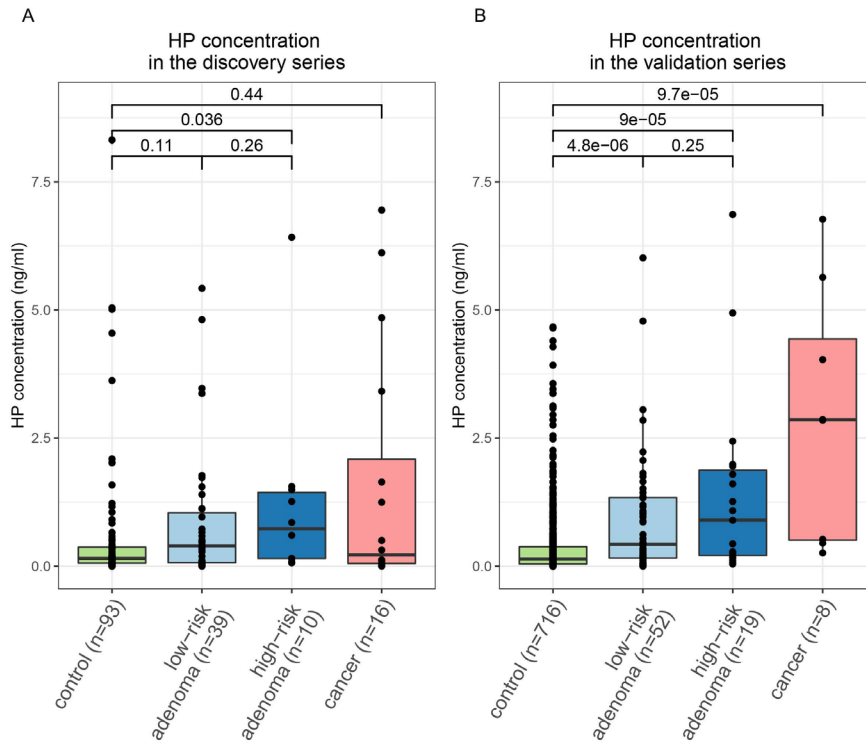 A
HP concentration
in the discovery series
0.44
0.036
0.11
0.26
7.5
5.0
2.5
0.0
HP concentration (ng/ml)
control (n=93)
low−risk
adenoma (n=39)
high−risk
adenoma (n=10)
cancer (n=16)
B
HP concentration
in the validation series
9.7e−05
9e−05
4.8e−06
0.25
7.5
5.0
2.5
0.0
HP concentration (ng/ml)
control (n=716)
low−risk
adenoma (n=52)
high−risk
adenoma (n=19)
cancer (n=8)